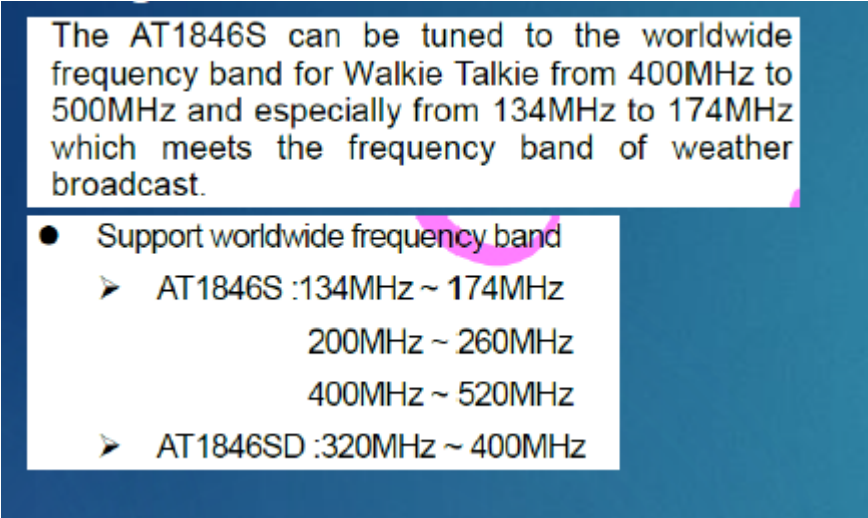 The AT1846S can be tuned to the worldwide
frequency band for Walkie Talkie from 400MHz to
500MHz and especially from 134MHz to 174MHz
which meets the frequency band of weather
broadcast.
● Support worldwide frequency band
➢ AT1846S :134MHz ~ 174MHz
200MHz ~ 260MHz
400MHz ~ 520MHz
➢ AT1846SD :320MHz ~ 400MHz